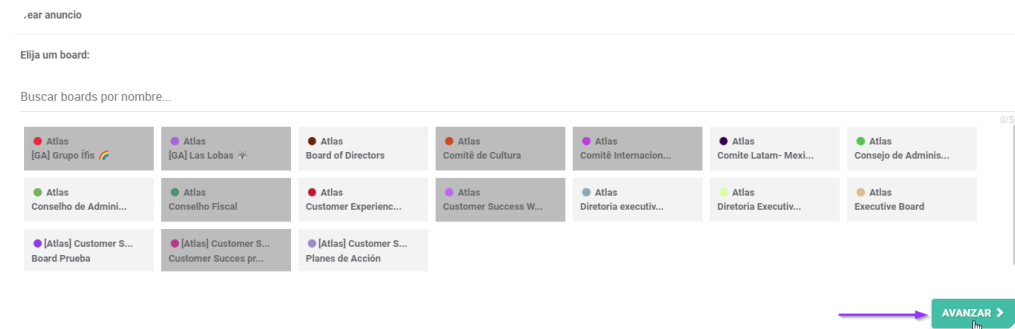 .ear anuncio
Elija um board:
Buscar boards por nombre...
0/5
Atlas
[GA] Grupo Ífis 🌈
Atlas
[GA] Las Lobas
Atlas
Board of Directors
Atlas
Comitê de Cultura
Atlas
Comitê Internacion...
Atlas
Comite Latam- Mexi...
Atlas
Consejo de Adminis...
Atlas
Conselho de Admini...
Atlas
Conselho Fiscal
Atlas
Customer Experienc...
Atlas
Customer Success W...
Atlas
Diretoria executiv...
Atlas
Diretoria Executiv...
Atlas
Executive Board
[Atlas] Customer S...
Board Prueba
[Atlas] Customer S...
Customer Succes pr...
[Atlas] Customer S...
Planes de Acción
AVANZAR